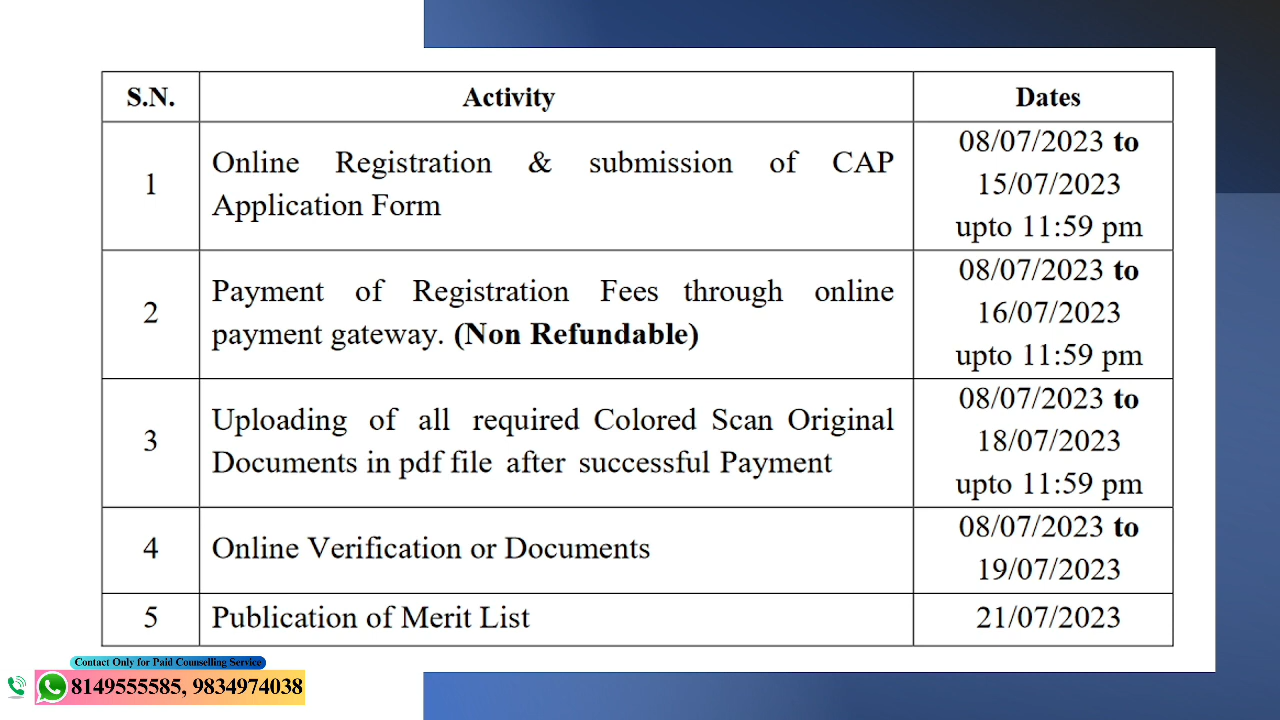 S.N. Activity Dates
1 Online Registration & submission of CAP Application Form 08/07/2023 to 15/07/2023 upto 11:59 pm
2 Payment of Registration Fees through online payment gateway. (Non Refundable) 08/07/2023 to 16/07/2023 upto 11:59 pm
3 Uploading of all required Colored Scan Original Documents in pdf file after successful Payment 08/07/2023 to 18/07/2023 upto 11:59 pm
4 Online Verification or Documents 08/07/2023 to 19/07/2023
5 Publication of Merit List 21/07/2023
Contact Only for Paid Counselling Service
8149555585, 9834974038